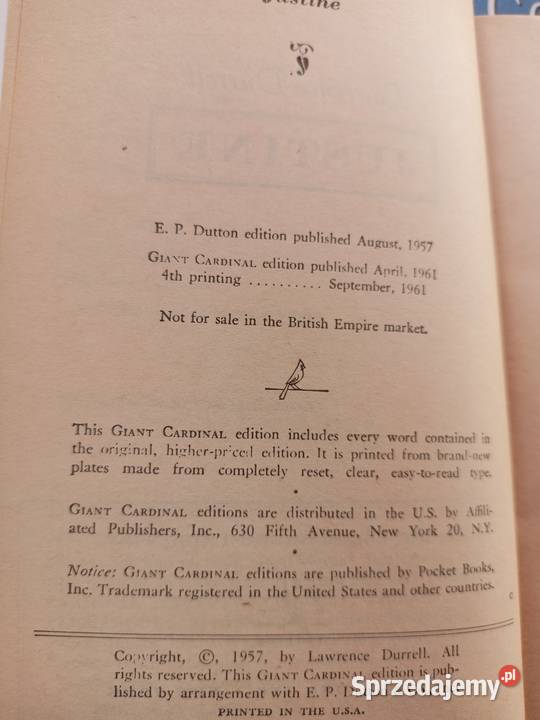 Justine
JUSTINE
E. P. Dutton edition published August, 1957
GIANT CARDINAL edition published April, 1961
4th printing .......... September, 1961
Not for sale in the British Empire market.
This GIANT CARDINAL edition includes every word contained in
the original, higher-priced edition. It is printed from brand-new
plates made from completely reset, clear, easy-to-read type.
GIANT CARDINAL editions are distributed in the U.S. by Affili-
ated Publishers, Inc., 630 Fifth Avenue, New York 20, N.Y.
Notice: GIANT CARDINAL editions are published by Pocket Books,
Inc. Trademark registered in the United States and other countries.
Copyright, ©, 1957, by Lawrence Durrell. All
rights reserved. This GIANT CARDINAL edition is pub-
lished by arrangement with E. P.
PRINTED IN THE U.S.A.
Sprzedajemy.pl